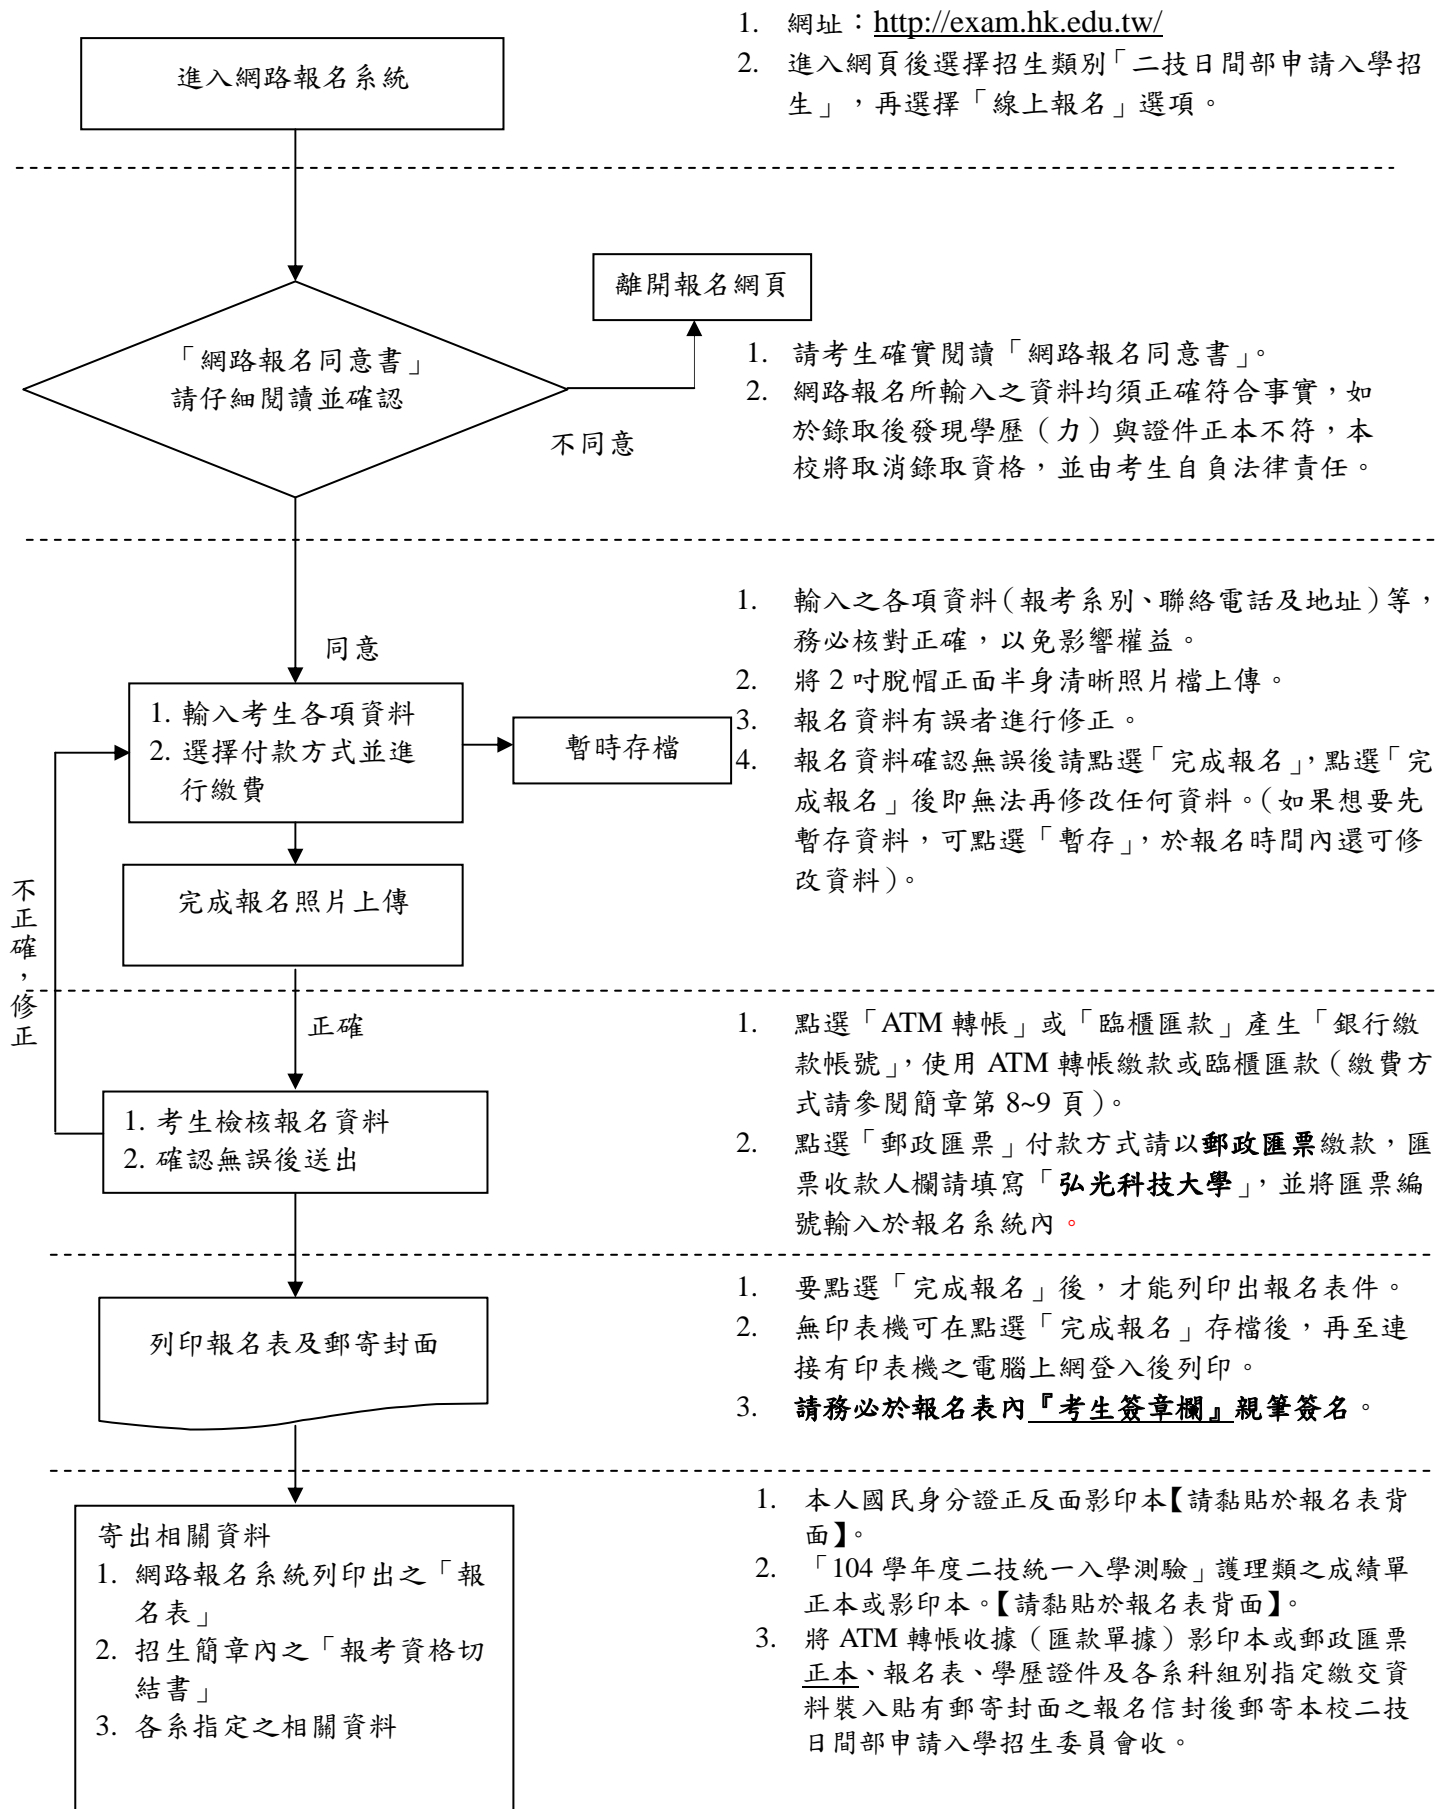 1. 網址：http://exam.hk.edu.tw/
2. 進入網頁後選擇招生類別「二技日間部申請入學招
生」，再選擇「線上報名」選項。
進入網路報名系統
離開報名網頁
「網路報名同意書」
請仔細閱讀並確認
不同意
1. 請考生確實閱讀「網路報名同意書」。
2. 網路報名所輸入之資料均須正確符合事實，如
於錄取後發現學歷（力）與證件正本不符，本
校將取消錄取資格，並由考生自負法律責任。
同意
1. 輸入考生各項資料
2. 選擇付款方式並進
行繳費
暫時存檔
完成報名照片上傳
1. 輸入之各項資料（報考系別、聯絡電話及地址）等，
務必核對正確，以免影響權益。
2. 將 2 吋脫帽正面半身清晰照片檔上傳。
3. 報名資料有誤者進行修正。
4. 報名資料確認無誤後請點選「完成報名」，點選「完
成報名」後即無法再修改任何資料。（如果想要先
暫存資料，可點選「暫存」，於報名時間內還可修
改資料）。
不正確，修正
正確
1. 考生檢核報名資料
2. 確認無誤後送出
1. 點選「ATM 轉帳」或「臨櫃匯款」產生「銀行繳
款帳號」，使用 ATM 轉帳繳款或臨櫃匯款（繳費方
式請參閱簡章第 8~9 頁）。
2. 點選「郵政匯票」付款方式請以郵政匯票繳款，匯
票收款人欄請填寫「弘光科技大學」，並將匯票編
號輸入於報名系統內。
列印報名表及郵寄封面
1. 要點選「完成報名」後，才能列印出報名表件。
2. 無印表機可在點選「完成報名」存檔後，再至連
接有印表機之電腦上網登入後列印。
3. 請務必於報名表內『考生簽章欄』親筆簽名。
寄出相關資料
1. 網路報名系統列印出之「報
名表」
2. 招生簡章內之「報考資格切
結書」
3. 各系指定之相關資料
1. 本人國民身分證正反面影印本【請黏貼於報名表背
面】。
2. 「104 學年度二技統一入學測驗」護理類之成績單
正本或影印本。【請黏貼於報名表背面】。
3. 將 ATM 轉帳收據（匯款單據）影印本或郵政匯票
正本、報名表、學歷證件及各系科組別指定繳交資
料裝入貼有郵寄封面之報名信封後郵寄本校二技
日間部申請入學招生委員會收。